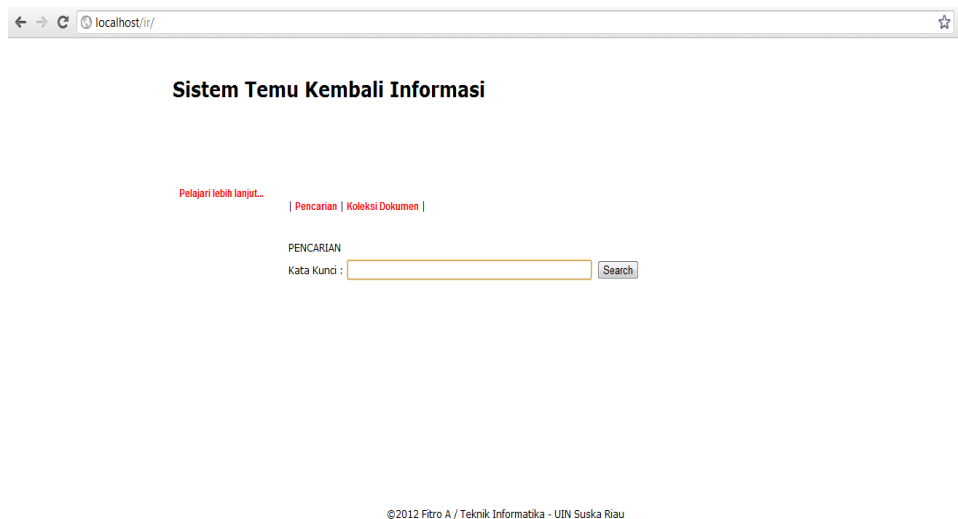 localhost/ir/
Sistem Temu Kembali Informasi
Pelajari lebih lanjut...
| Pencarian | Koleksi Dokumen |
PENCARIAN
Kata Kunci : Search
©2012 Fitro A / Teknik Informatika - UIN Suska Riau